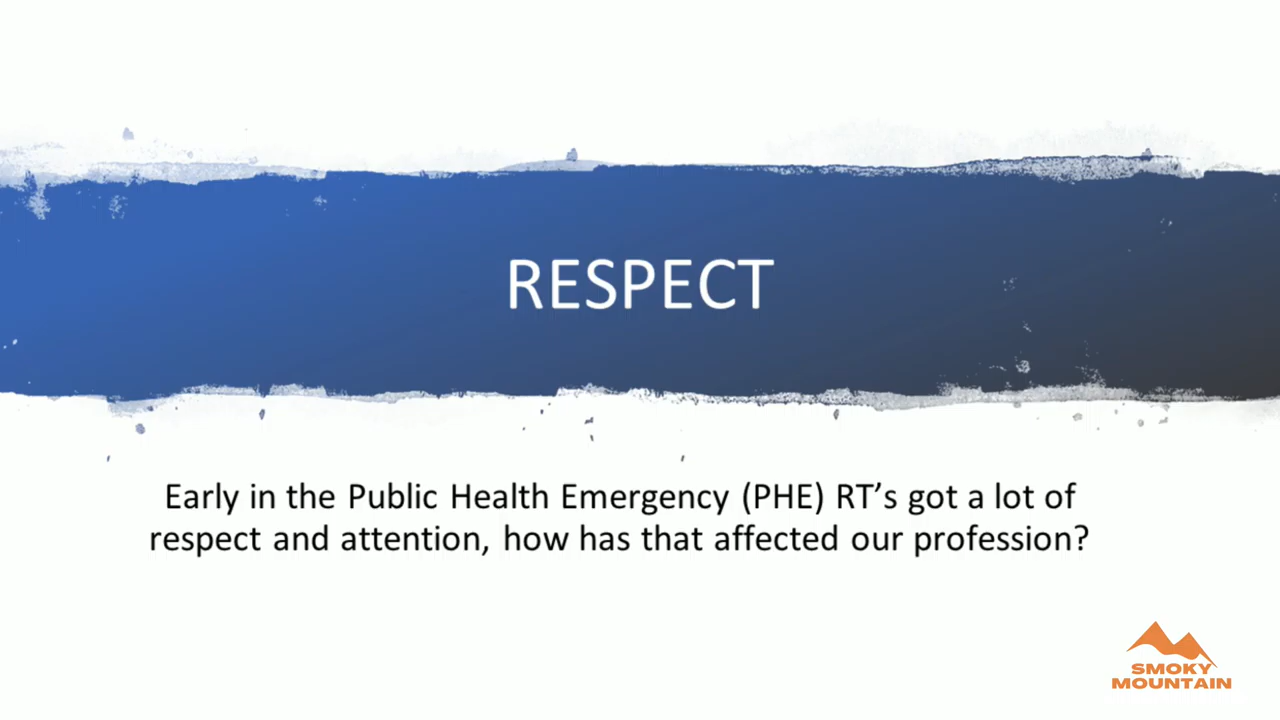 RESPECT
Early in the Public Health Emergency (PHE) RT’s got a lot of
respect and attention, how has that affected our profession?
SMOKY
MOUNTAIN